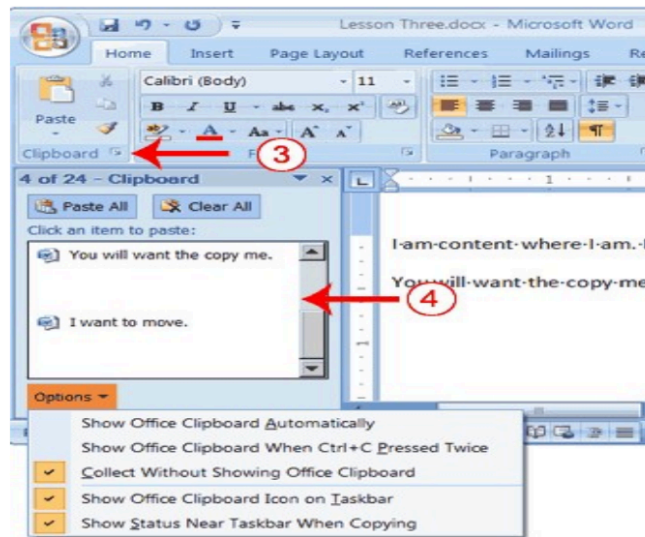 Lesson Three.docx - Microsoft Word
Home Insert Page Layout References Mailings Re
Calibri (Body) 11
B I U abe x, x'
Paste
A Aa A A
Clipboard F Paragraph
3
4 of 24 - Clipboard
Paste All Clear All
Click an item to paste:
You will want the copy me.
I want to move.
1
I·am·content·where·I·am.·
You·will·want·the·copy·me
4
Options
Show Office Clipboard Automatically
Show Office Clipboard When Ctrl+C Pressed Twice
Collect Without Showing Office Clipboard
Show Office Clipboard Icon on Taskbar
Show Status Near Taskbar When Copying